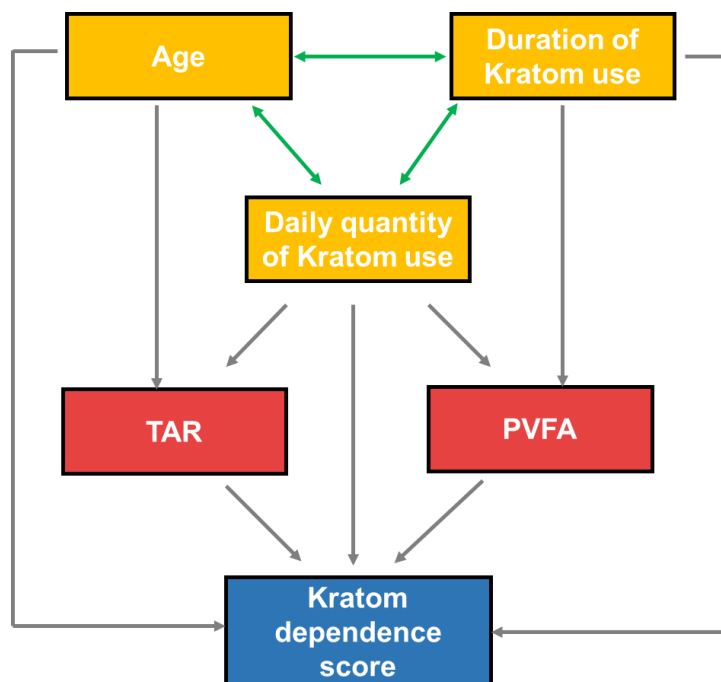 Age
Duration of
Kratom use
Daily quantity
of Kratom use
TAR
PVFA
Kratom
dependence
score